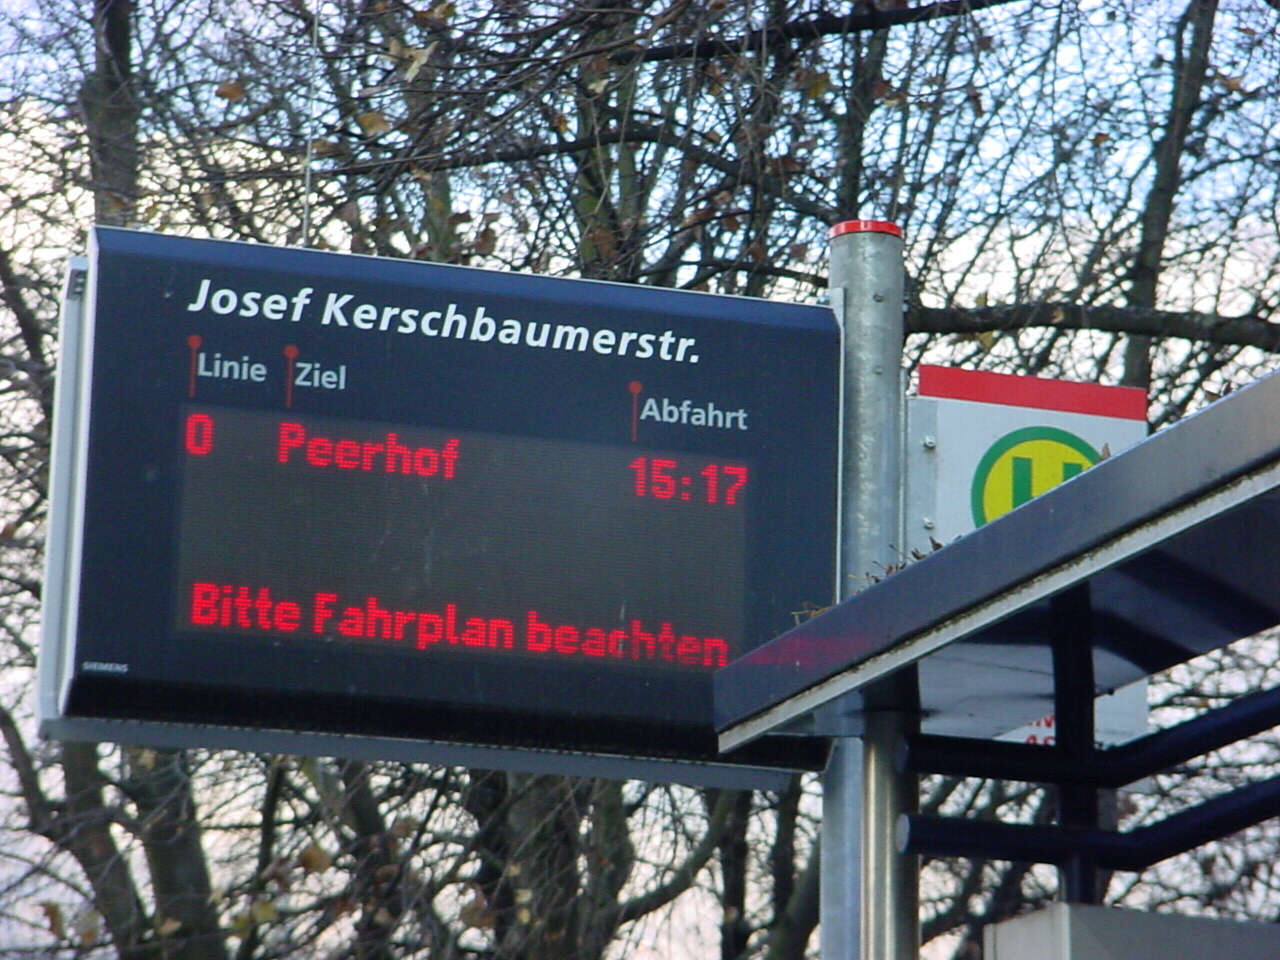 Josef Kerschbaumerstr.
Linie Ziel Abfahrt
0 Peerhof 15:17
Bitte Fahrplan beachten
SIEMENS
H